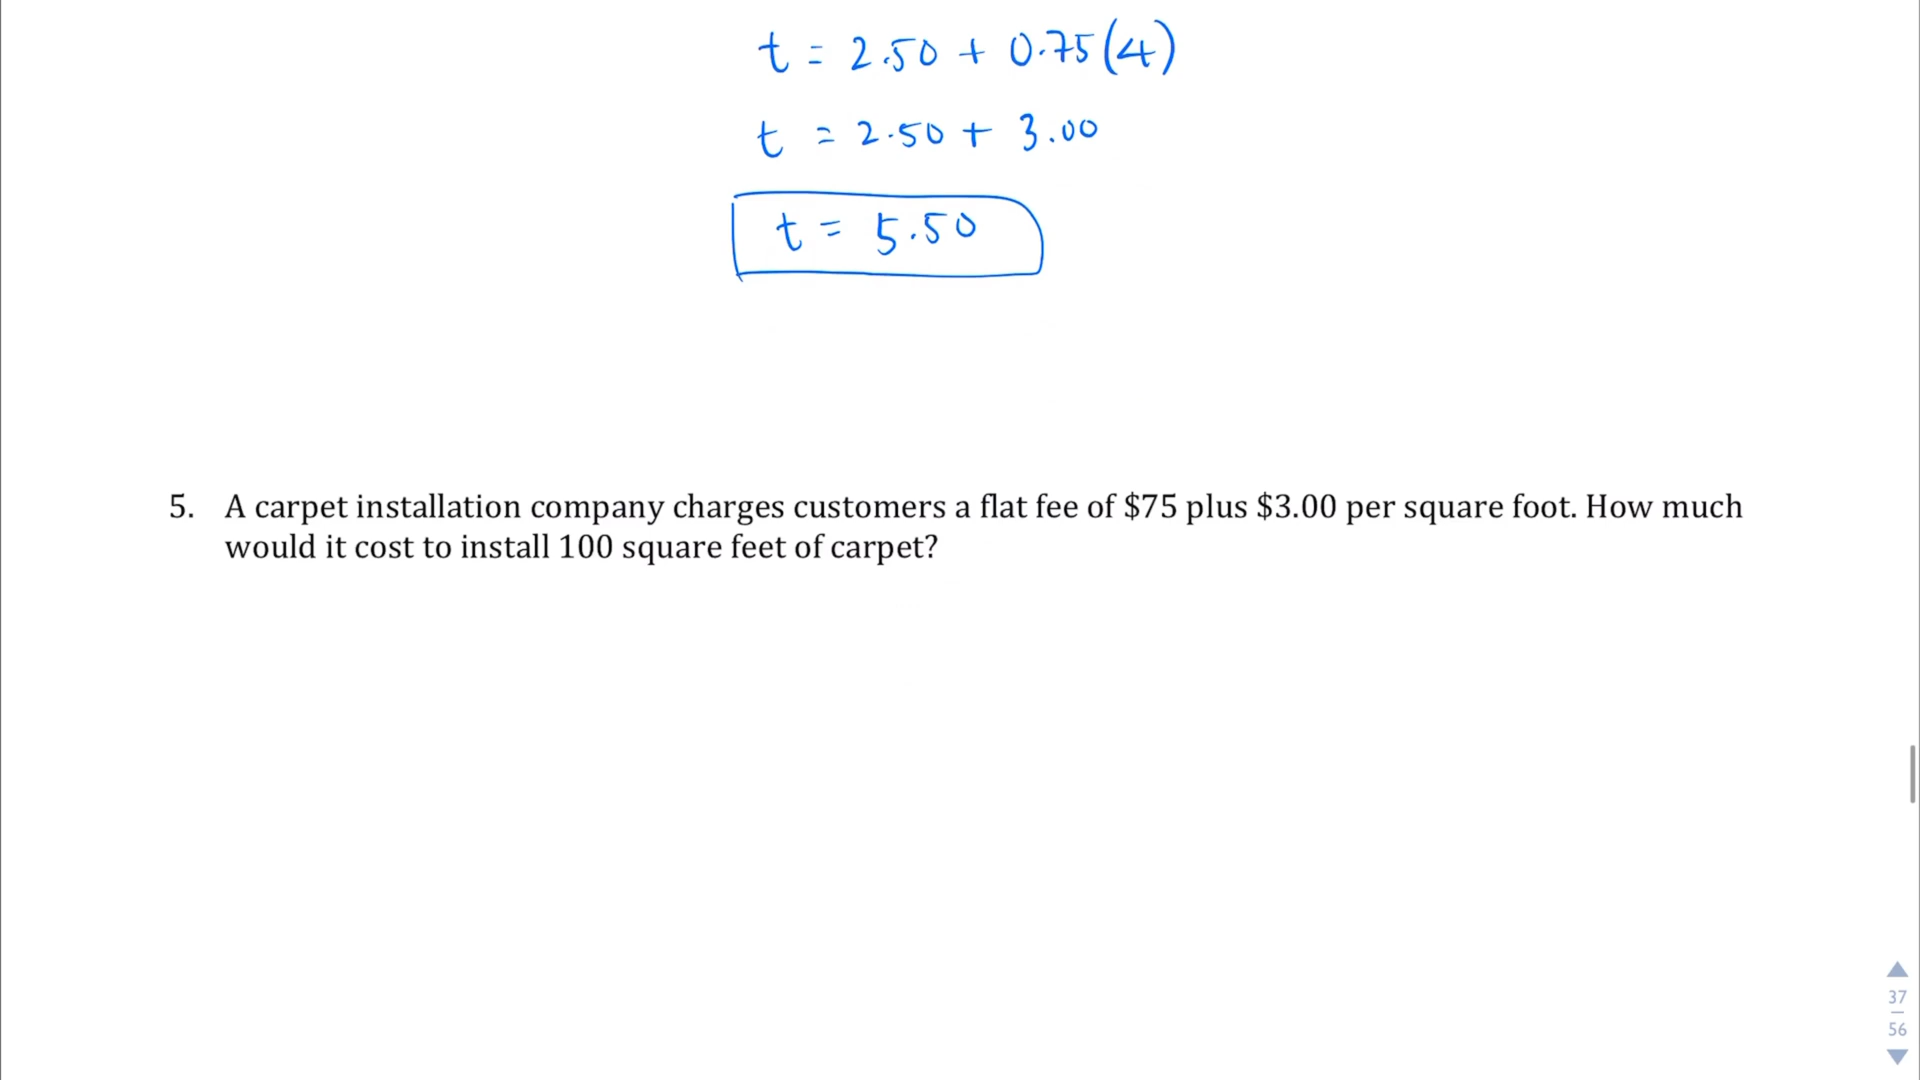 t = 2.50 + 0.75(4)
t = 2.50 + 3.00
t = 5.50
5. A carpet installation company charges customers a flat fee of $75 plus $3.00 per square foot. How much
would it cost to install 100 square feet of carpet?
37
56